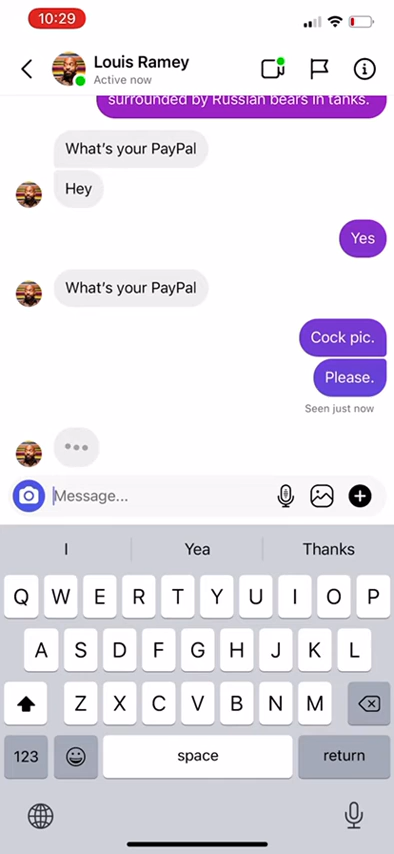 10:29
Louis Ramey
Active now
surrounded by Russian bears in tanks.
What's your PayPal
Hey
Yes
What's your PayPal
Cock pic.
Please.
Seen just now
Message...
I Yea Thanks
Q W E R T Y U I O P
A S D F G H J K L
Z X C V B N M
123 space return